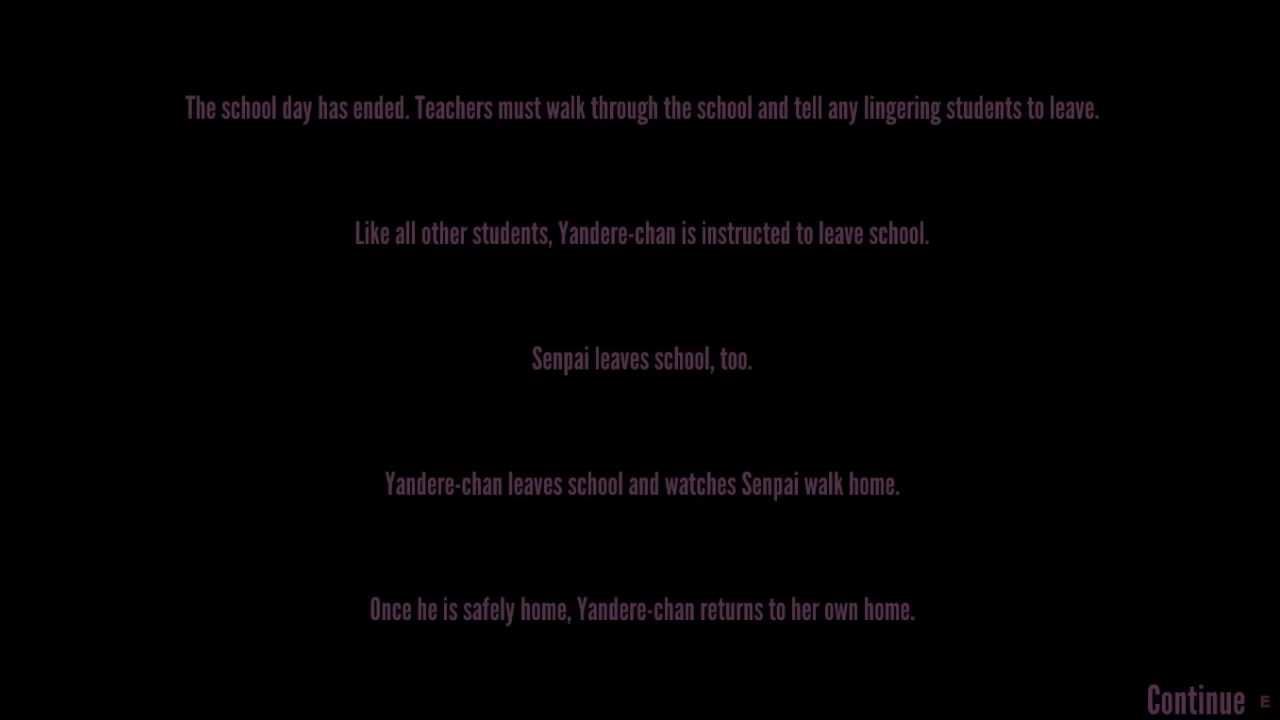 The school day has ended. Teachers must walk through the school and tell any lingering students to leave.
Like all other students, Yandere-chan is instructed to leave school.
Senpai leaves school, too.
Yandere-chan leaves school and watches Senpai walk home.
Once he is safely home, Yandere-chan returns to her own home.
Continue E